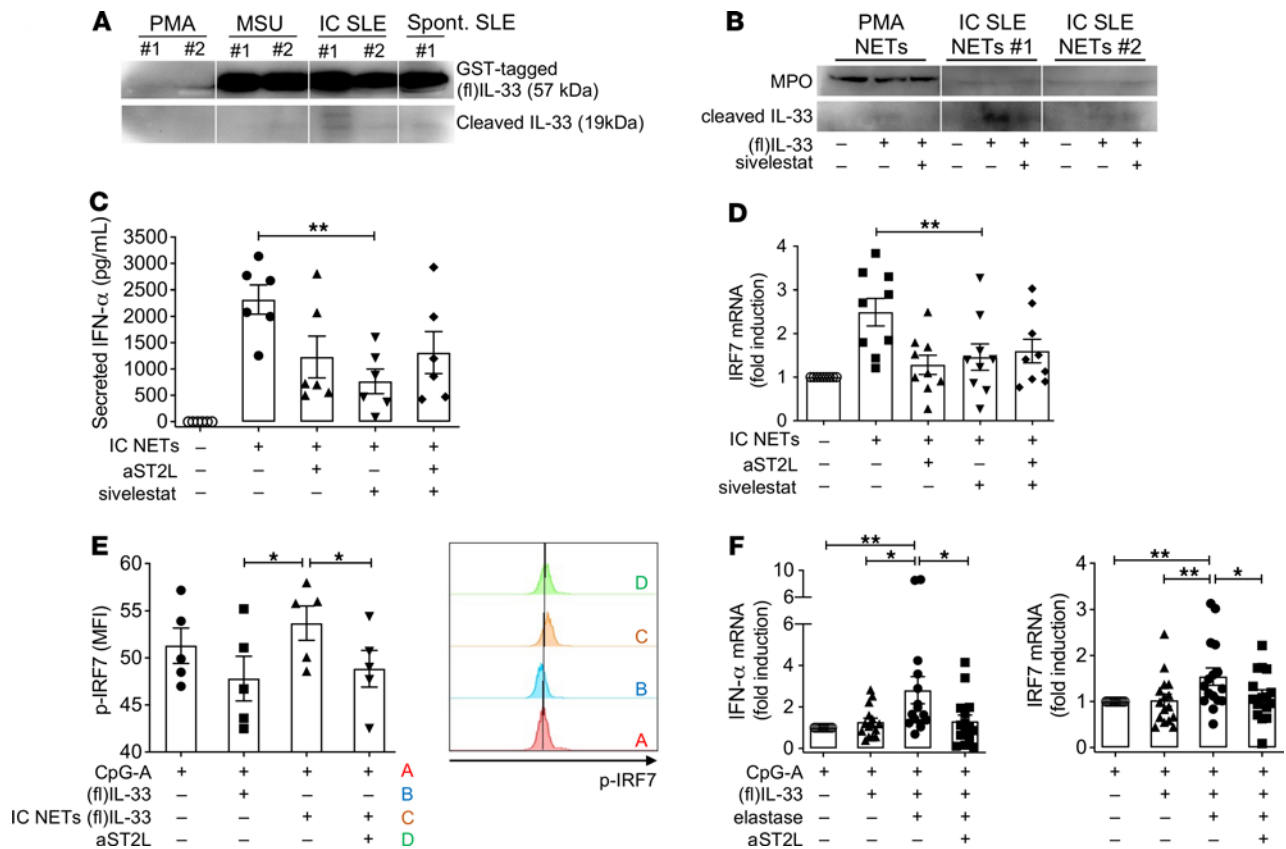 A
PMA MSU IC SLE Spont. SLE
#1 #2 #1 #2 #1 #2 #1
GST-tagged
(fl)IL-33 (57 kDa)
Cleaved IL-33 (19kDa)
B
PMA IC SLE IC SLE
NETs NETs #1 NETs #2
MPO
cleaved IL-33
(fl)IL-33 – + + – + + – + +
sivelestat – – + – – + – – +
C
Secreted IFN-α (pg/mL)
3500
3000
2500
2000
1500
1000
500
0
**
IC NETs – + + + +
aST2L – – + – +
sivelestat – – – + +
D
IRF7 mRNA
(fold induction)
4
3
2
1
0
**
IC NETs – + + + +
aST2L – – + – +
sivelestat – – – + +
E
p-IRF7 (MFI)
60
55
50
45
40
* *
CpG-A + + + + A
(fl)IL-33 – + – – B
IC NETs (fl)IL-33 – – + + C
aST2L – – – + D
D
C
B
A
p-IRF7
F
IFN-α mRNA
(fold induction)
10
8
6
4
2
0
**
* *
CpG-A + + + +
(fl)IL-33 – + + +
elastase – – + +
aST2L – – – +
IRF7 mRNA
(fold induction)
4
3
2
1
0
**
** *
+ + + +
– + + +
– – + +
– – – +